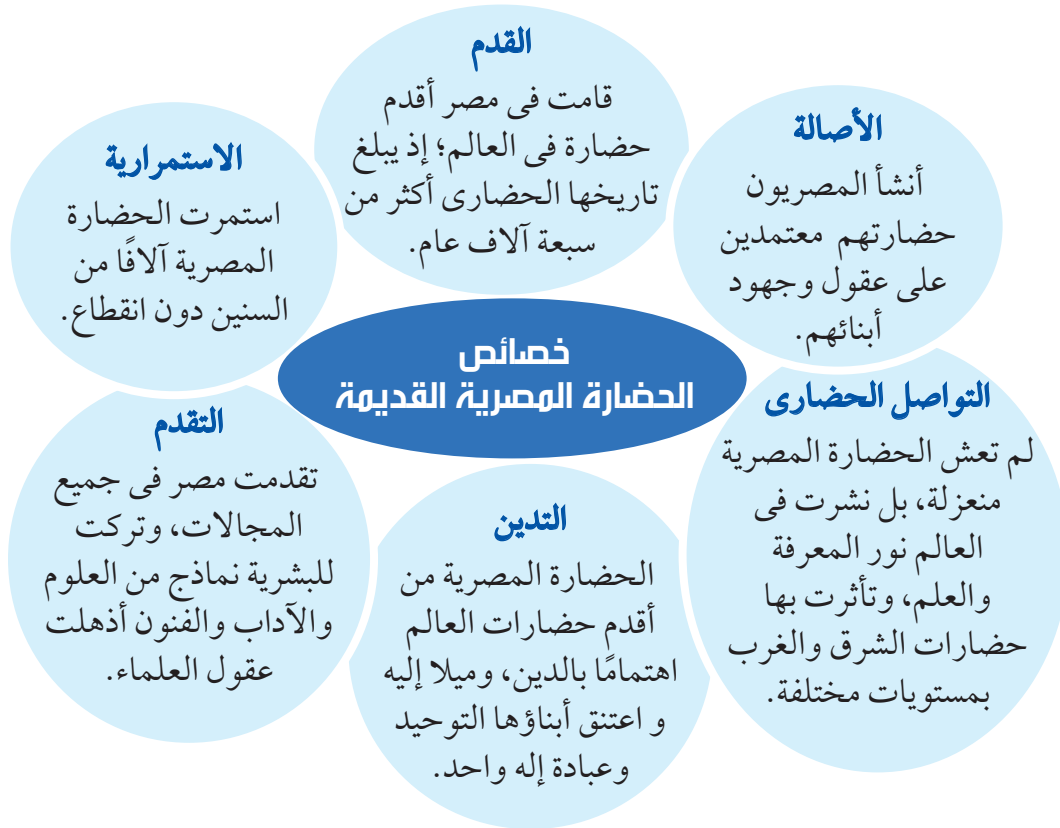 خصائص
الحضارة المصرية القديمة
القدم
قامت فى مصر أقدم
حضارة فى العالم؛ إذ يبلغ
تاريخها الحضارى أكثر من
سبعة آلاف عام.
الأصالة
أنشأ المصريون
حضارتهم معتمدين
على عقول وجهود
أبنائهم.
التواصل الحضارى
لم تعش الحضارة المصرية
منعزلة، بل نشرت فى
العالم نور المعرفة
والعلم، وتأثرت بها
حضارات الشرق والغرب
بمستويات مختلفة.
التدين
الحضارة المصرية من
أقدم حضارات العالم
اهتمامًا بالدين، وميلا إليه
و اعتنق أبناؤها التوحيد
وعبادة إله واحد.
التقدم
تقدمت مصر فى جميع
المجالات، وتركت
للبشرية نماذج من العلوم
والآداب والفنون أذهلت
عقول العلماء.
الاستمرارية
استمرت الحضارة
المصرية آلافًا من
السنين دون انقطاع.